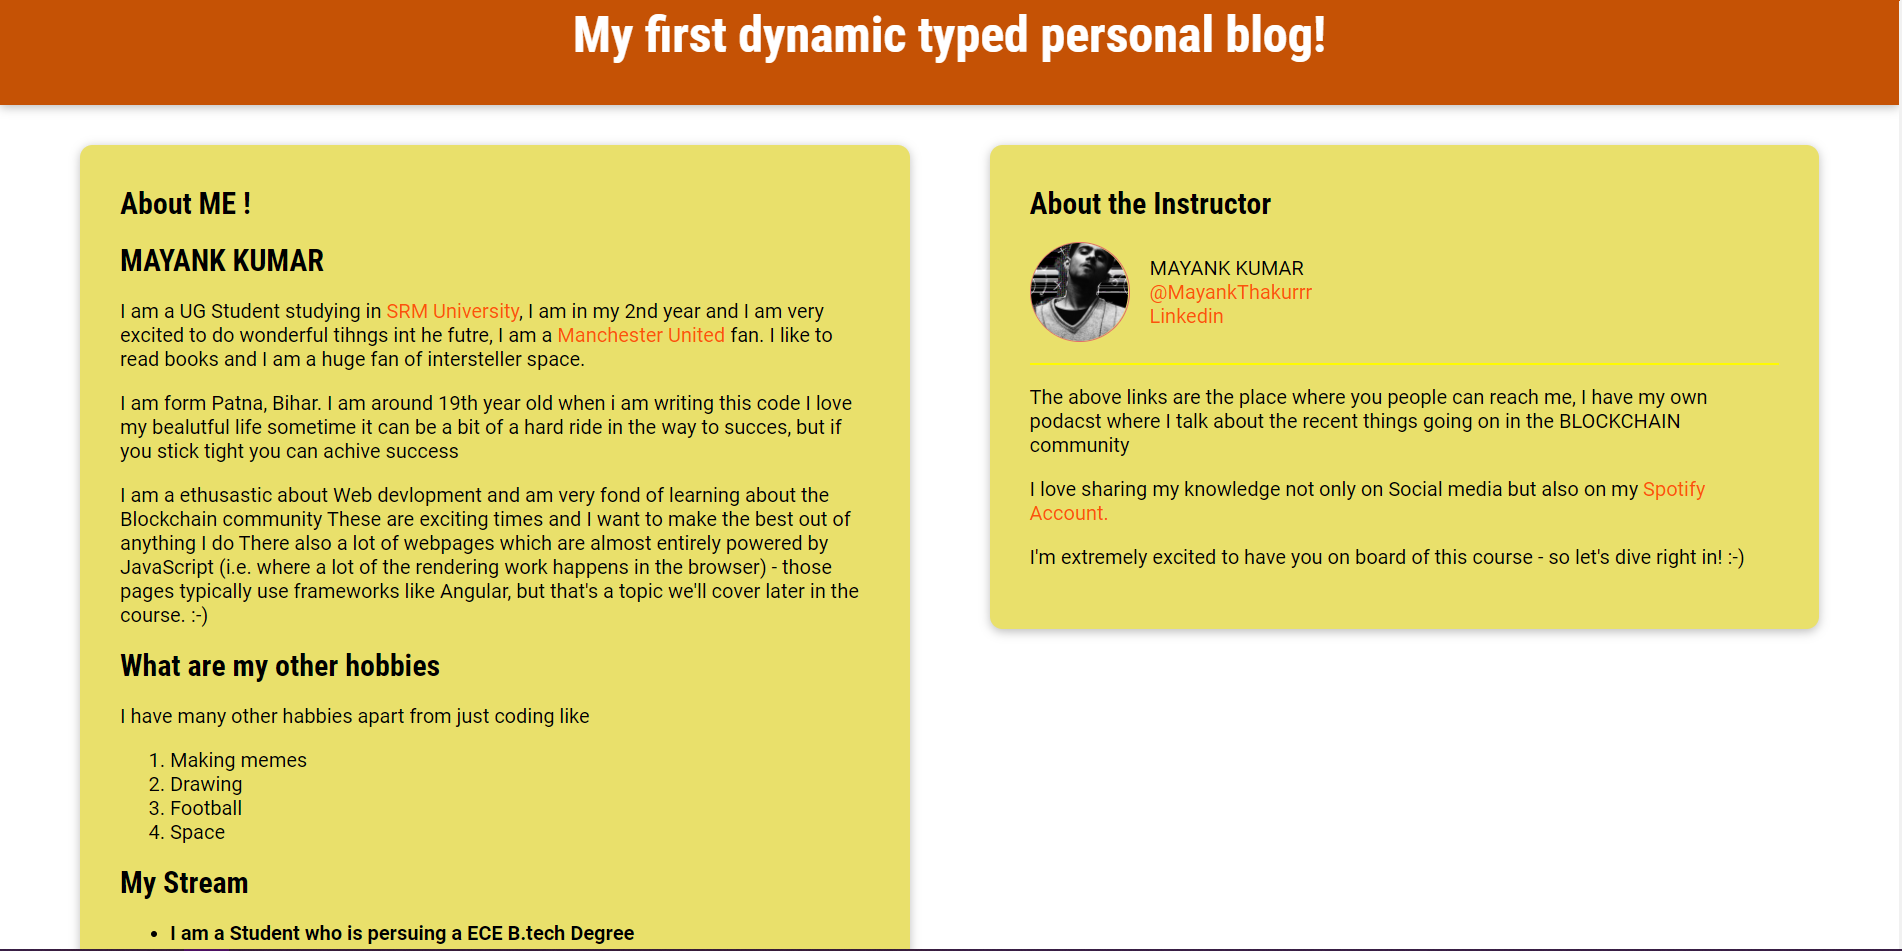 My first dynamic typed personal blog!
About ME !
MAYANK KUMAR
I am a UG Student studying in SRM University, I am in my 2nd year and I am very
excited to do wonderful tihngs int he futre, I am a Manchester United fan. I like to
read books and I am a huge fan of intersteller space.
I am form Patna, Bihar. I am around 19th year old when i am writing this code I love
my bealutful life sometime it can be a bit of a hard ride in the way to succes, but if
you stick tight you can achive success
I am a ethusastic about Web devlopment and am very fond of learning about the
Blockchain community These are exciting times and I want to make the best out of
anything I do There also a lot of webpages which are almost entirely powered by
JavaScript (i.e. where a lot of the rendering work happens in the browser) - those
pages typically use frameworks like Angular, but that's a topic we'll cover later in the
course. :-)
What are my other hobbies
I have many other habbies apart from just coding like
1. Making memes
2. Drawing
3. Football
4. Space
My Stream
• I am a Student who is persuing a ECE B.tech Degree
About the Instructor
MAYANK KUMAR
@MayankThakurrr
Linkedin
The above links are the place where you people can reach me, I have my own
podacst where I talk about the recent things going on in the BLOCKCHAIN
community
I love sharing my knowledge not only on Social media but also on my Spotify
Account.
I'm extremely excited to have you on board of this course - so let's dive right in! :-)